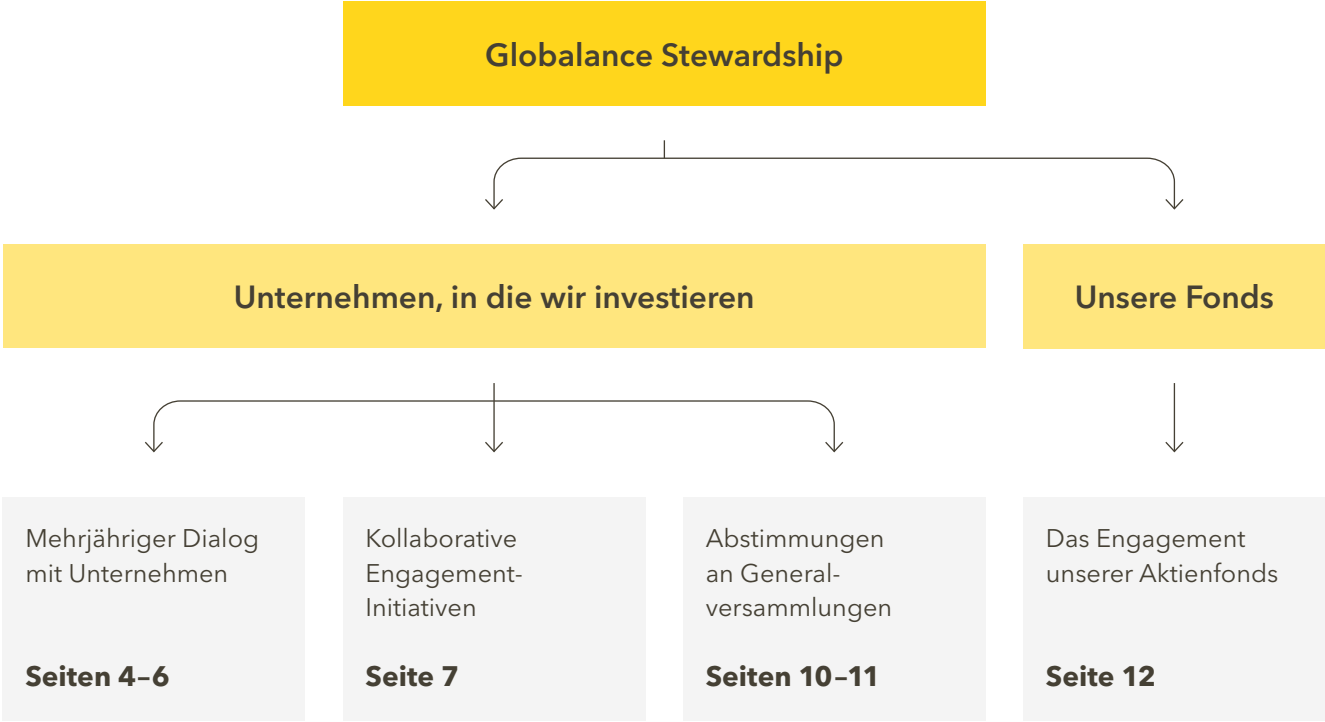 Globalance Stewardship
Unternehmen, in die wir investieren
Unsere Fonds
Mehrjähriger Dialog
mit Unternehmen
Seiten 4–6
Kollaborative
Engagement-
Initiativen
Seite 7
Abstimmungen
an General-
versammlungen
Seiten 10–11
Das Engagement
unserer Aktienfonds
Seite 12